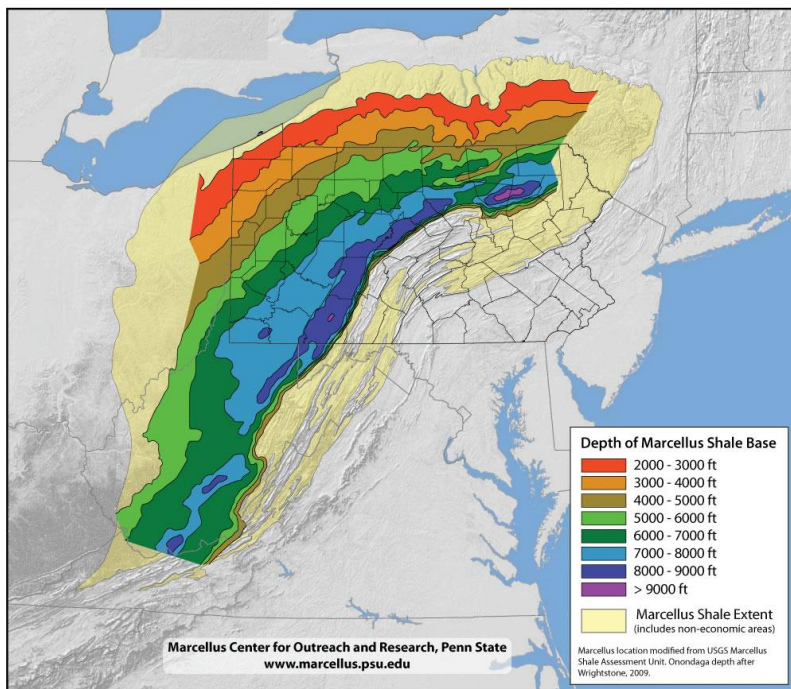 Depth of Marcellus Shale Base
2000 - 3000 ft
3000 - 4000 ft
4000 - 5000 ft
5000 - 6000 ft
6000 - 7000 ft
7000 - 8000 ft
8000 - 9000 ft
> 9000 ft
Marcellus Shale Extent
(includes non-economic areas)
Marcellus location modified from USGS Marcellus
Shale Assessment Unit. Onondaga depth after
Wrightstone, 2009.
Marcellus Center for Outreach and Research, Penn State
www.marcellus.psu.edu